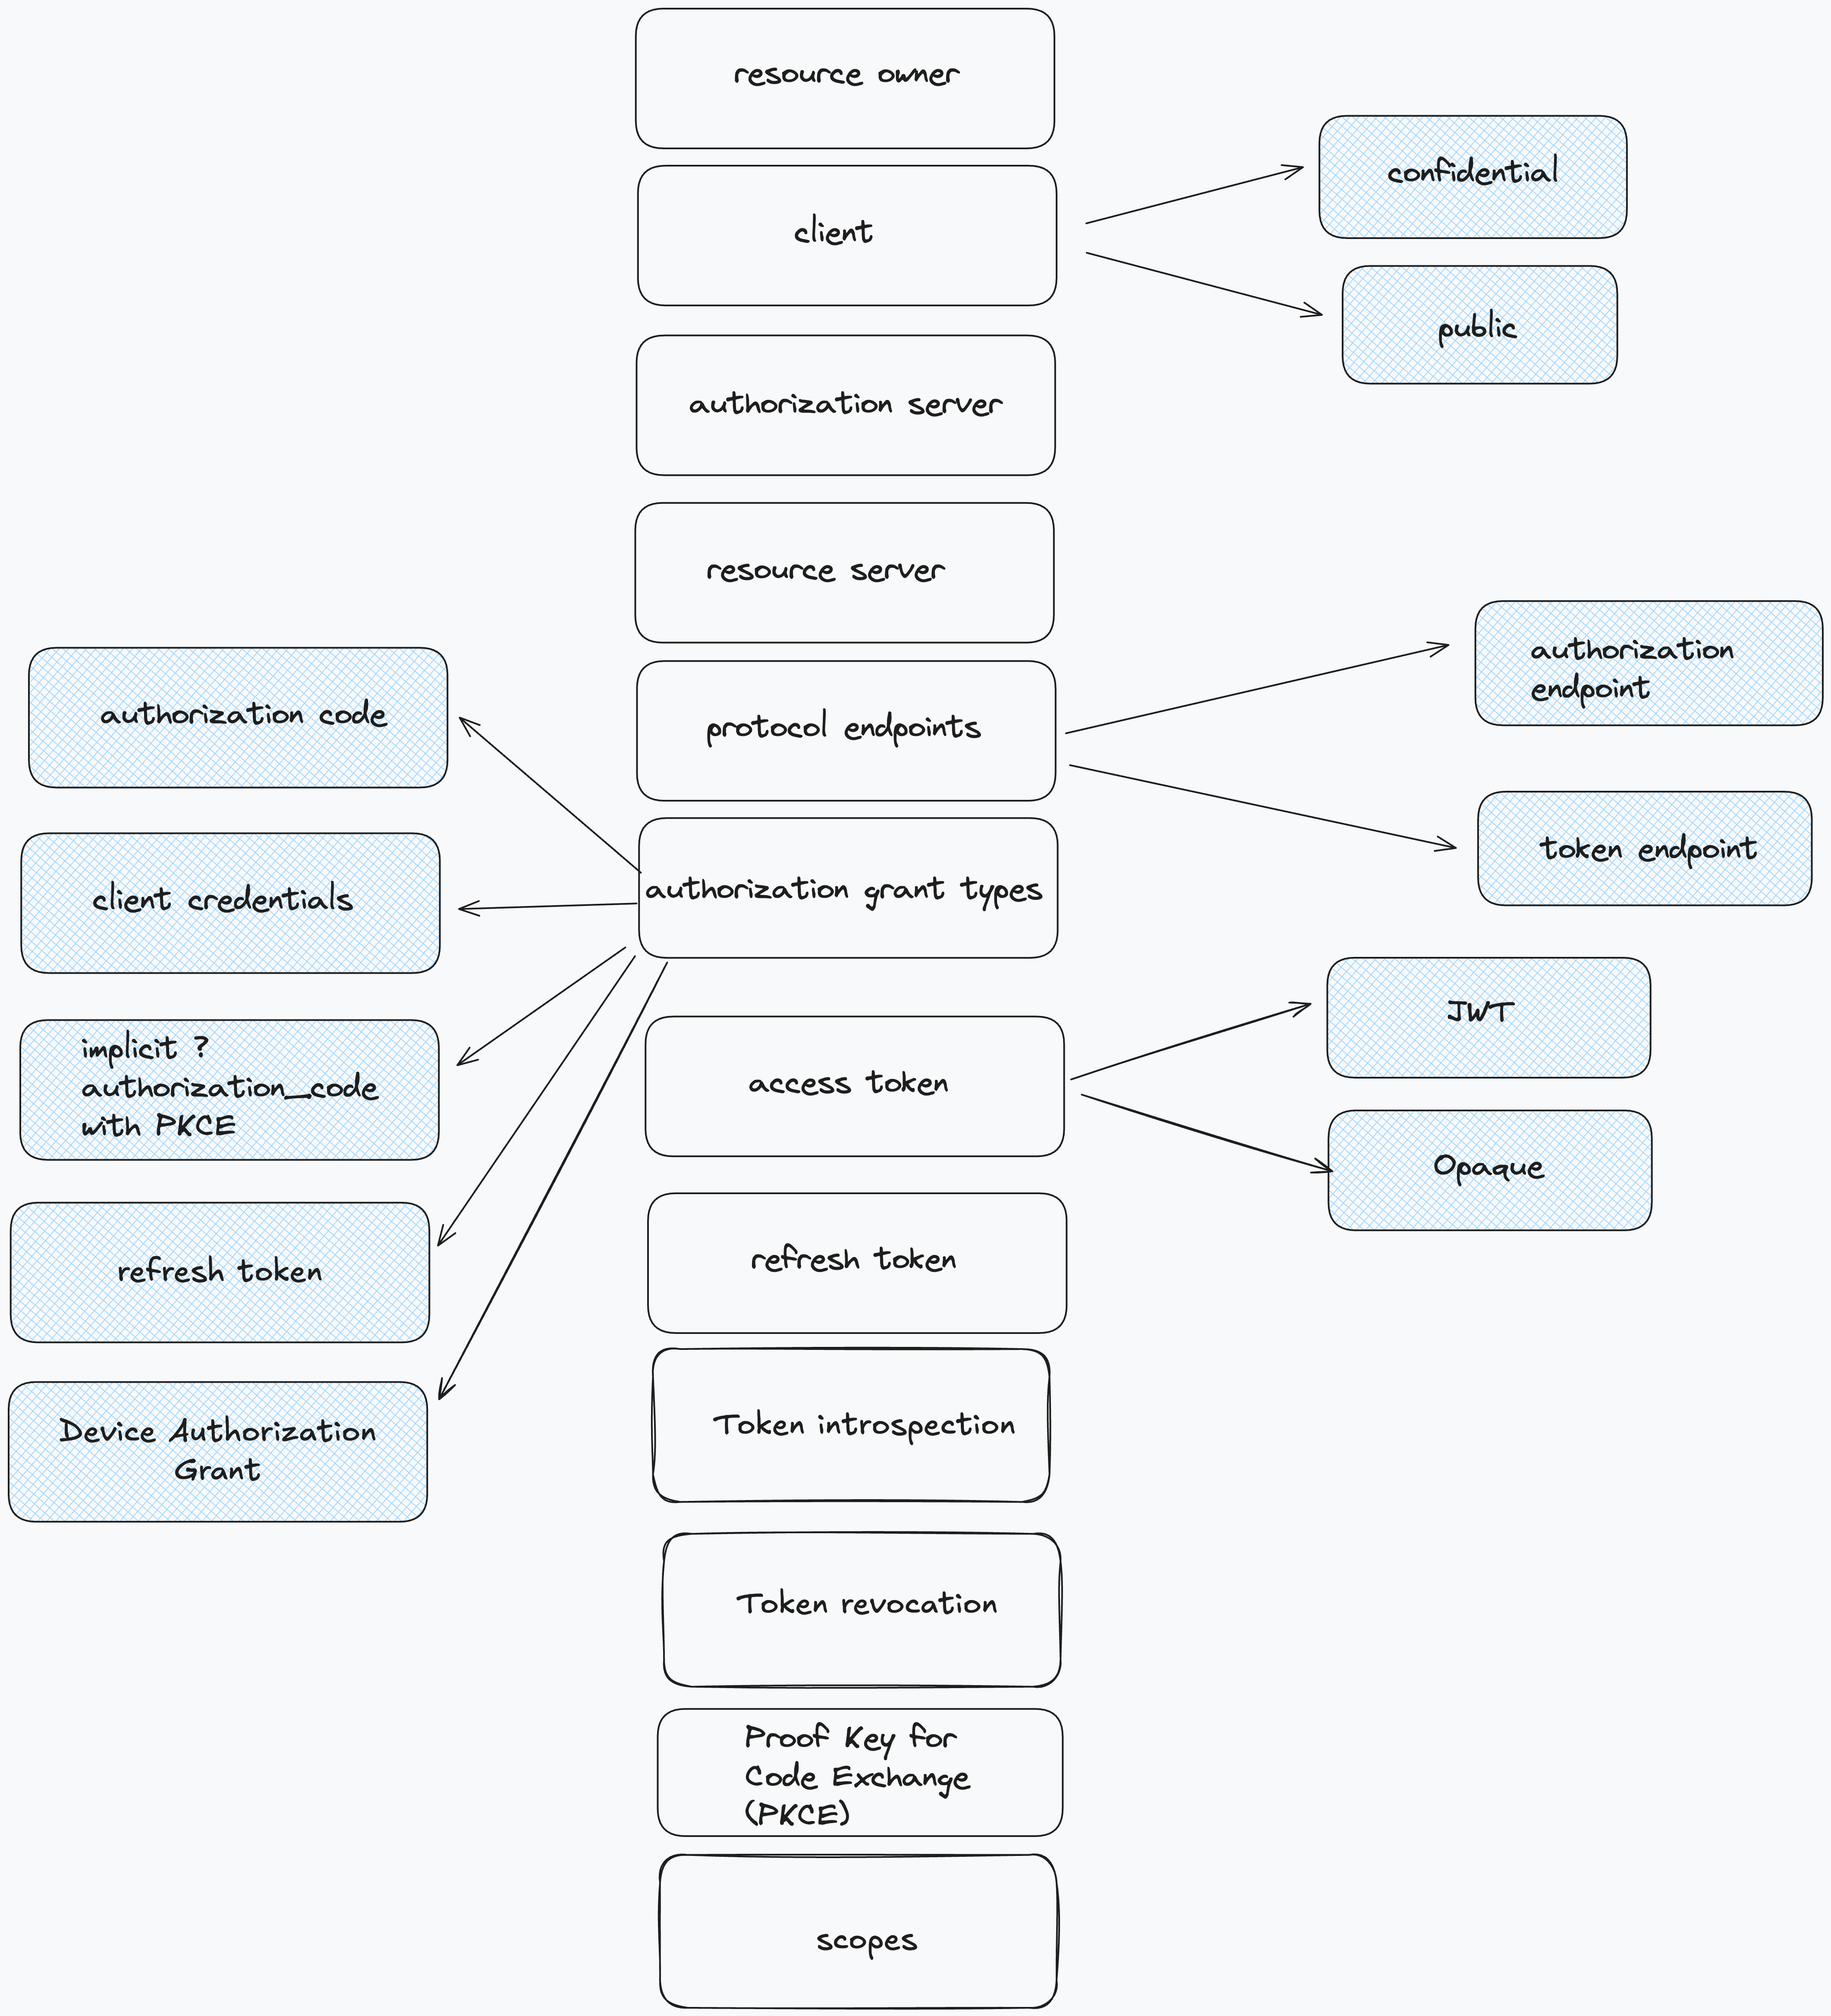 resource owner
client
confidential
public
authorization server
resource server
protocol endpoints
authorization
endpoint
token endpoint
authorization grant types
authorization code
client credentials
implicit ?
authorization_code
with PKCE
refresh token
Device Authorization
Grant
access token
JWT
Opaque
refresh token
Token introspection
Token revocation
Proof Key for
Code Exchange
(PKCE)
scopes